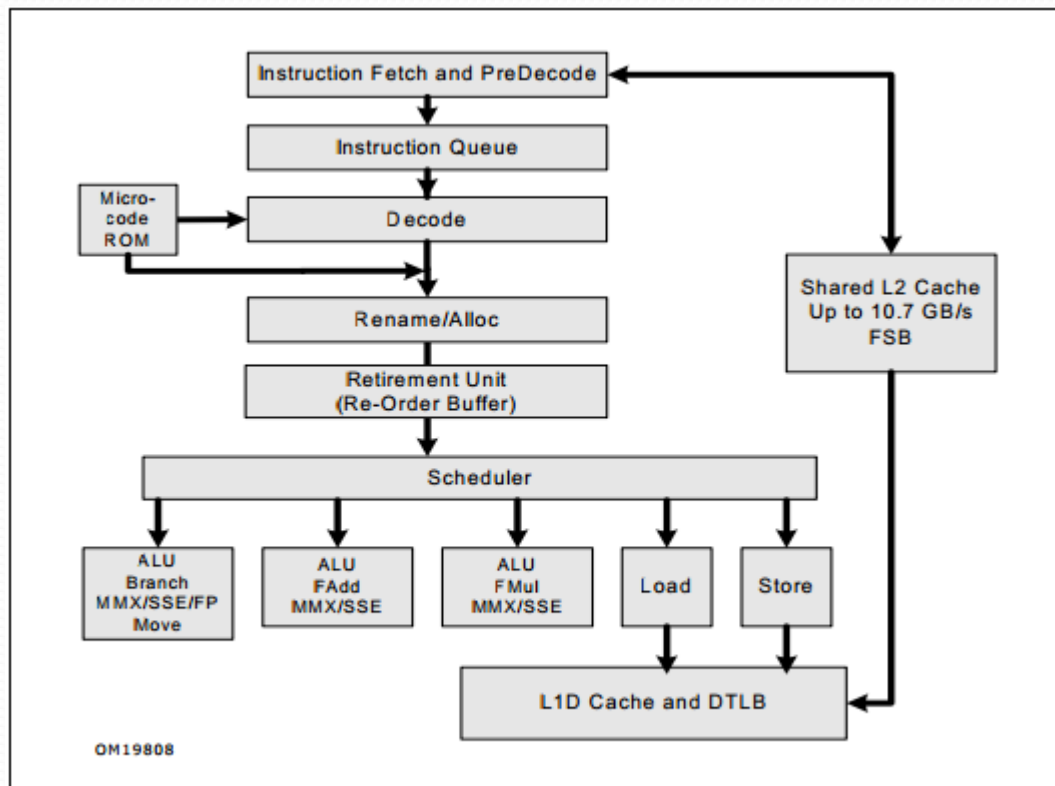 Instruction Fetch and PreDecode
Instruction Queue
Micro-
code
ROM
Decode
Shared L2 Cache
Up to 10.7 GB/s
FSB
Rename/Alloc
Retirement Unit
(Re-Order Buffer)
Scheduler
ALU
Branch
MMX/SSE/FP
Move
ALU
FAdd
MMX/SSE
ALU
FMul
MMX/SSE
Load
Store
L1D Cache and DTLB
OM19808